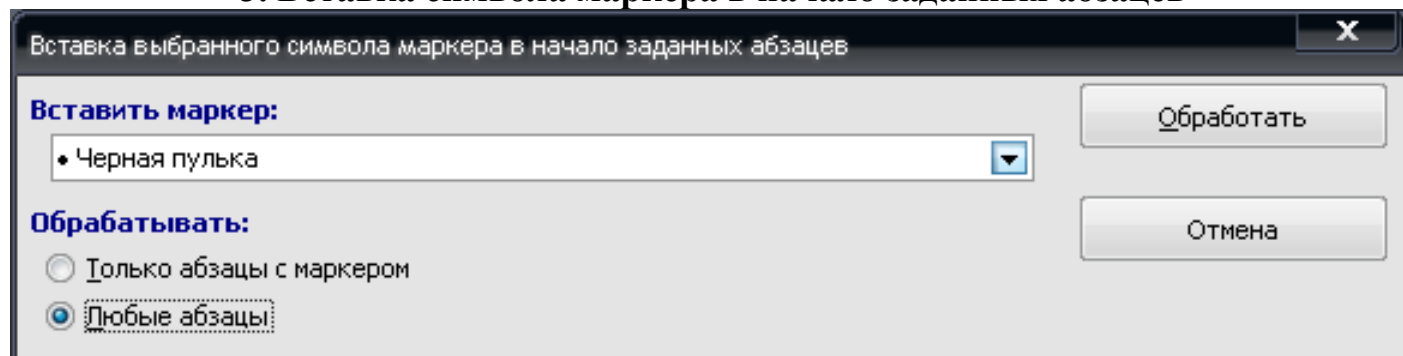 Вставка выбранного символа маркера в начало заданных абзацев
Вставить маркер:
Обработать
• Черная пулька
Обрабатывать:
Отмена
Только абзацы с маркером
Любые абзацы